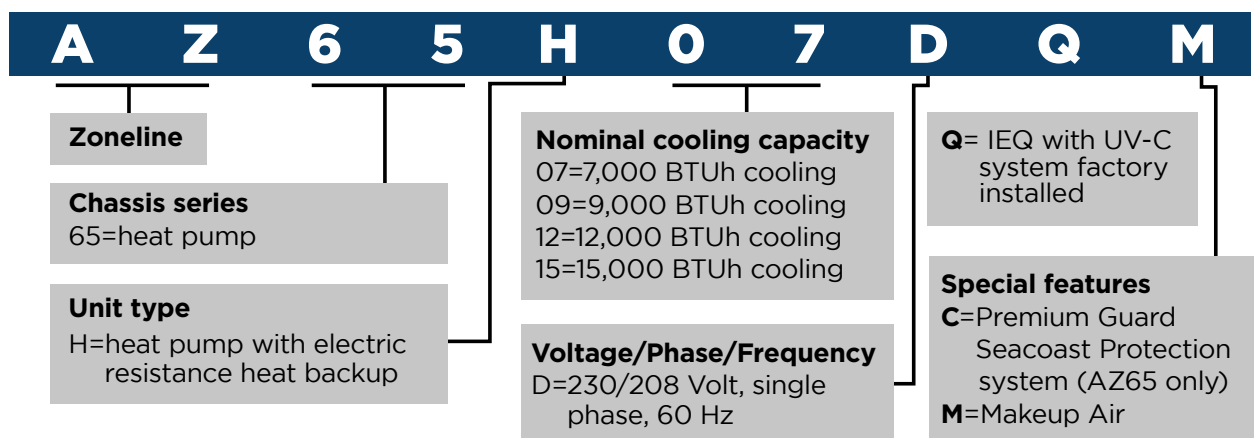 A Z 6 5 H 0 7 D Q M
Zoneline
Chassis series
65=heat pump
Unit type
H=heat pump with electric
resistance heat backup
Nominal cooling capacity
07=7,000 BTUh cooling
09=9,000 BTUh cooling
12=12,000 BTUh cooling
15=15,000 BTUh cooling
Voltage/Phase/Frequency
D=230/208 Volt, single
phase, 60 Hz
Q= IEQ with UV-C
system factory
installed
Special features
C=Premium Guard
Seacoast Protection
system (AZ65 only)
M=Makeup Air